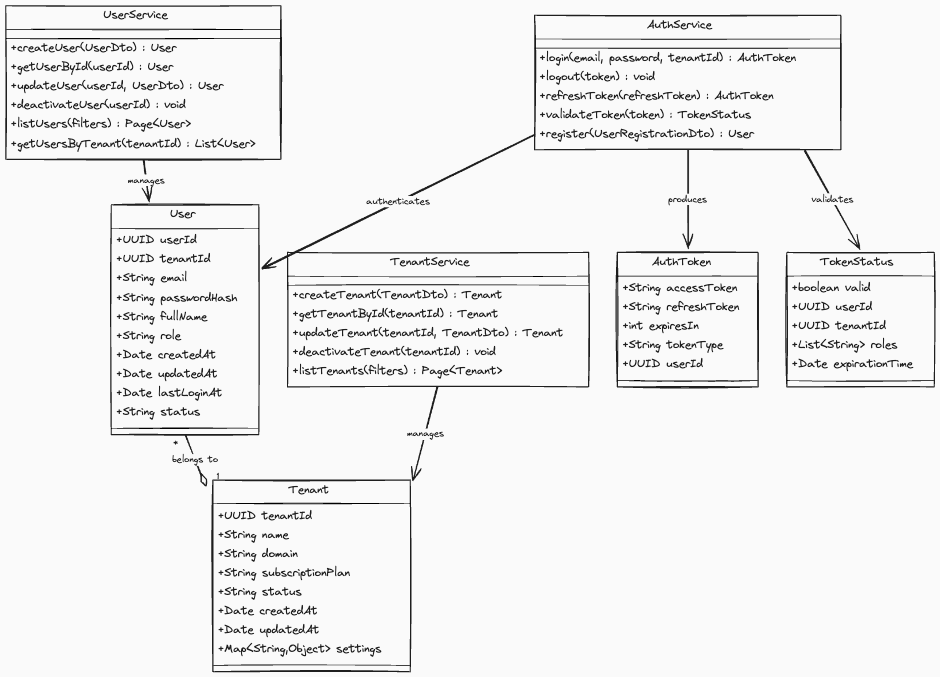 UserService
+createUser(UserDto) : User
+getUserById(userId) : User
+updateUser(userId, UserDto) : User
+deactivateUser(userId) : void
+listUsers(filters) : Page<User>
+getUsersByTenant(tenantId) : List<User>
AuthService
+login(email, password, tenantId) : AuthToken
+logout(token) : void
+refreshToken(refreshToken) : AuthToken
+validateToken(token) : TokenStatus
+register(UserRegistrationDto) : User
manages
authenticates
produces
validates
User
+UUID userId
+UUID tenantId
+String email
+String passwordHash
+String fullName
+String role
+Date createdAt
+Date updatedAt
+Date lastLoginAt
+String status
TenantService
+createTenant(TenantDto) : Tenant
+getTenantById(tenantId) : Tenant
+updateTenant(tenantId, TenantDto) : Tenant
+deactivateTenant(tenantId) : void
+listTenants(filters) : Page<Tenant>
AuthToken
+String accessToken
+String refreshToken
+int expiresIn
+String tokenType
+UUID userId
TokenStatus
+boolean valid
+UUID userId
+UUID tenantId
+List<String> roles
+Date expirationTime
*
belongs to
1
manages
Tenant
+UUID tenantId
+String name
+String domain
+String subscriptionPlan
+String status
+Date createdAt
+Date updatedAt
+Map<String,Object> settings